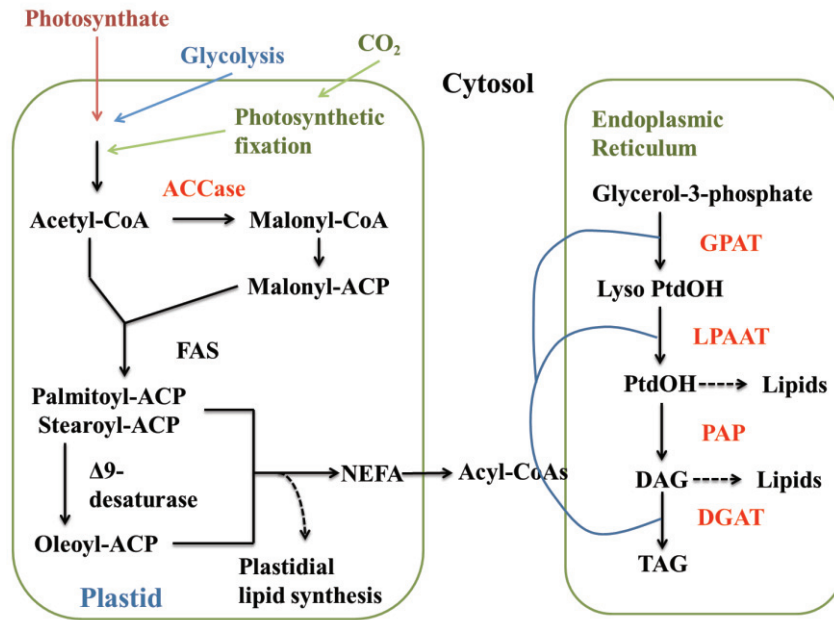 Photosynthate
Glycolysis
CO₂
Cytosol
Photosynthetic
fixation
Endoplasmic
Reticulum
ACCase
Acetyl-CoA
Malonyl-CoA
Glycerol-3-phosphate
GPAT
Malonyl-ACP
Lyso PtdOH
FAS
LPAAT
Palmitoyl-ACP
Stearoyl-ACP
PtdOH
Lipids
PAP
Δ9-
desaturase
NEFA
Acyl-CoAs
DAG
Lipids
DGAT
Oleoyl-ACP
Plastidial
lipid synthesis
TAG
Plastid